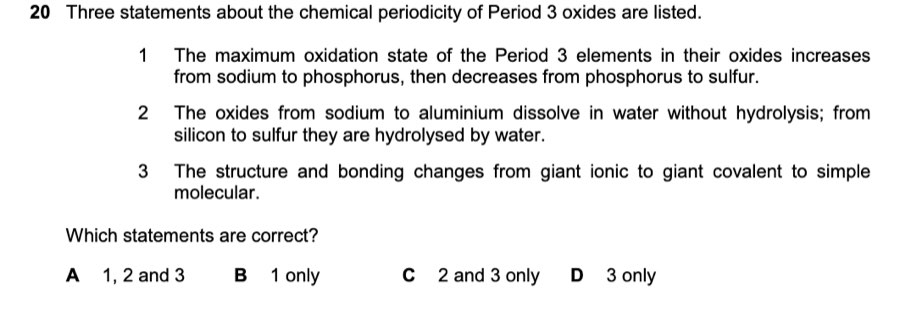 20 Three statements about the chemical periodicity of Period 3 oxides are listed.
1 The maximum oxidation state of the Period 3 elements in their oxides increases
from sodium to phosphorus, then decreases from phosphorus to sulfur.
2 The oxides from sodium to aluminium dissolve in water without hydrolysis; from
silicon to sulfur they are hydrolysed by water.
3 The structure and bonding changes from giant ionic to giant covalent to simple
molecular.
Which statements are correct?
A 1, 2 and 3 B 1 only C 2 and 3 only D 3 only